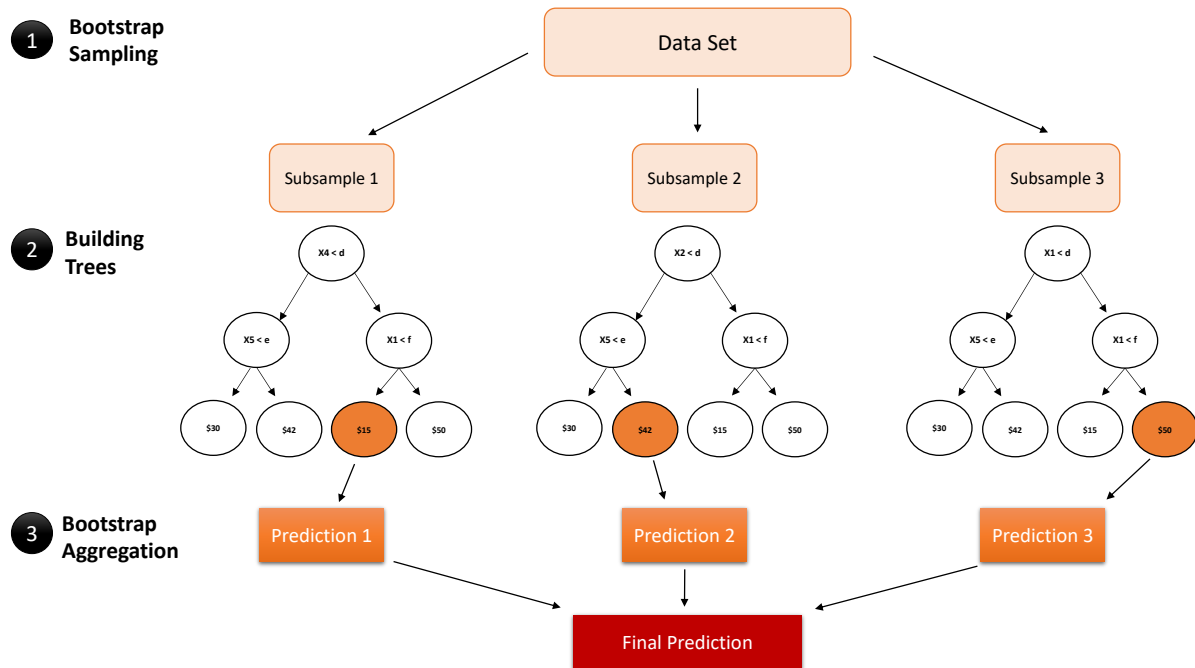 1
Bootstrap
Sampling
Data Set
Subsample 1
Subsample 2
Subsample 3
2
Building
Trees
X4 < d
X2 < d
X1 < d
X5 < e
X1 < f
X5 < e
X1 < f
X5 < e
X1 < f
$30
$42
$15
$50
$30
$42
$15
$50
$30
$42
$15
$50
3
Bootstrap
Aggregation
Prediction 1
Prediction 2
Prediction 3
Final Prediction